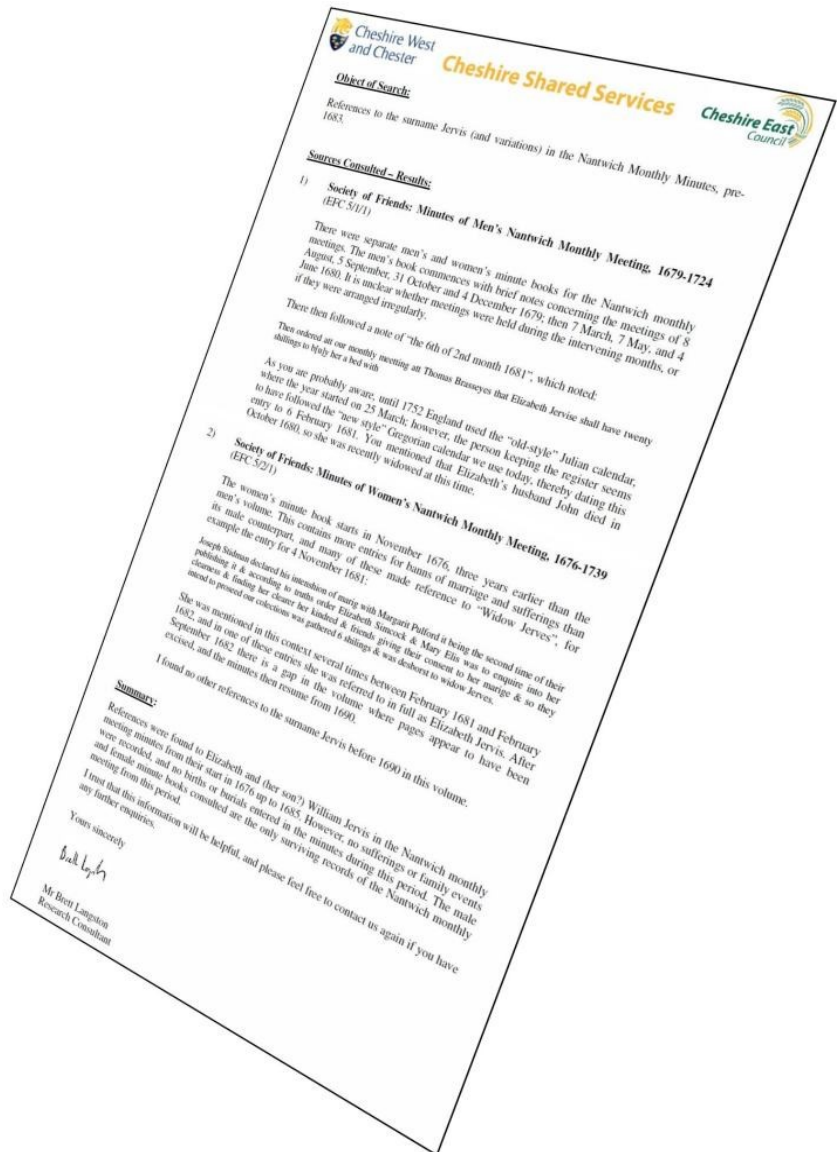 Cheshire West
and Chester
Cheshire Shared Services
Cheshire East
Council
Object of Search:
References to the surname Jervis (and variations) in the Nantwich Monthly Minutes, pre-
1683.
Sources Consulted – Results:
1) Society of Friends: Minutes of Men's Nantwich Monthly Meeting, 1679-1724
(EFC 5/1/1)
There were separate men's and women's minute books for the Nantwich monthly
meetings. The men's book commences with brief notes concerning the meetings of 8
August, 5 September, 31 October and 4 December 1679; then 7 March, 7 May, and 4
June 1680. It is unclear whether meetings were held during the intervening months, or
if they were arranged irregularly.
There then followed a note of "the 6th of 2nd month 1681", which noted:
Then ordered att our monthly meeting att Thomas Brasseyes that Elizabeth Jervise shall have twenty
shillings to b[uly her a bed with
As you are probably aware, until 1752 England used the "old-style" Julian calendar,
where the year started on 25 March; however, the person keeping the register seems
to have followed the "new style" Gregorian calendar we use today, thereby dating this
entry to 6 February 1681. You mentioned that Elizabeth's husband John died in
October 1680, so she was recently widowed at this time.
2) Society of Friends: Minutes of Women's Nantwich Monthly Meeting, 1676-1739
(EFC 5/2/1)
The women's minute book starts in November 1676, three years earlier than the
men's volume. This contains more entries for banns of marriage and sufferings than
its male counterpart, and many of these made reference to "Widow Jerves", for
example the entry for 4 November 1681:
Joseph Stidman declared his intenshion of marig with Margarit Pulford it being the second time of their
publishing it & according to truths order Elizabeth Simcock & Mary Elis was to enquire into her
clearness & finding her clearer her kindred & friends giving their consent to her marige & so they
intend to proseed our colections was gathered 6 shilings & was desborst to widow Jerves.
She was mentioned in this context several times between February 1681 and February
1682, and in one of these entries she was referred to in full as Elizabeth Jervis. After
September 1682 there is a gap in the volume where pages appear to have been
excised, and the minutes then resume from 1690.
I found no other references to the surname Jervis before 1690 in this volume.
Summary:
References were found to Elizabeth and (her son?) William Jervis in the Nantwich monthly
meeting minutes from their start in 1676 up to 1685. However, no sufferings or family events
were recorded, and no births or burials entered in the minutes during this period. The male
and female minute books consulted are the only surviving records of the Nantwich monthly
meeting from this period.
I trust that this information will be helpful, and please feel free to contact us again if you have
any further enquiries.
Yours sincerely
Brett Langston
Mr Brett Langston
Research Consultant